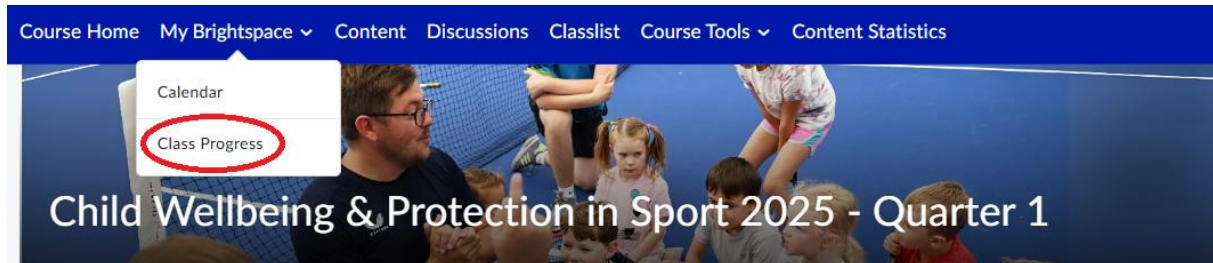 Course Home My Brightspace Content Discussions Classlist Course Tools Content Statistics
Calendar
Class Progress
Child Wellbeing & Protection in Sport 2025 - Quarter 1